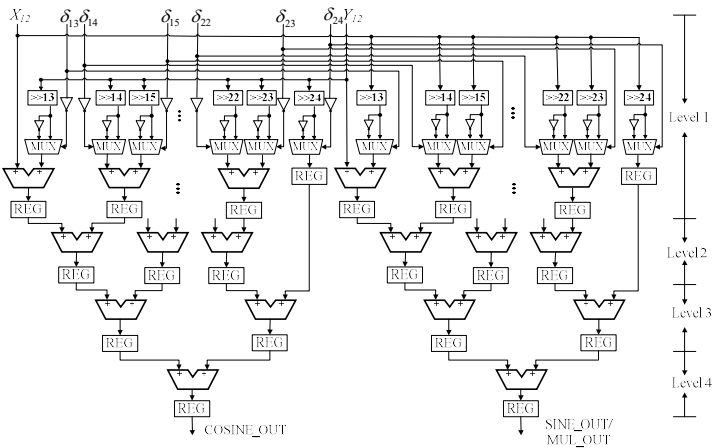 X12 δ13 δ14 δ15 δ22 δ23 δ24 Y12
>>13 >>14 >>15 >>22 >>23 >>24 >>13 >>14 >>15 >>22 >>23 >>24
Level 1
MUX MUX MUX MUX MUX MUX MUX MUX MUX MUX
REG REG
REG REG REG REG REG REG
+ + + + + + + + + + + +
Level 2
REG REG REG REG REG REG
+ + + + + + + +
Level 3
REG REG REG REG
+ + + +
Level 4
REG REG
COSINE_OUT
SINE_OUT/
MUL_OUT